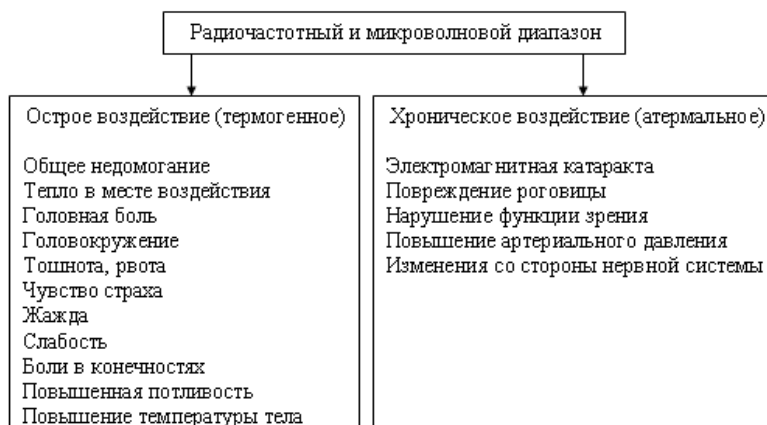 Радиочастотный и микроволновой диапазон
Острое воздействие (термогенное)
Общее недомогание
Тепло в месте воздействия
Головная боль
Головокружение
Тошнота, рвота
Чувство страха
Жажда
Слабость
Боли в конечностях
Повышенная потливость
Повышение температуры тела
Хроническое воздействие (атермальное)
Электромагнитная катаракта
Повреждение роговицы
Нарушение функции зрения
Повышение артериального давления
Изменения со стороны нервной системы